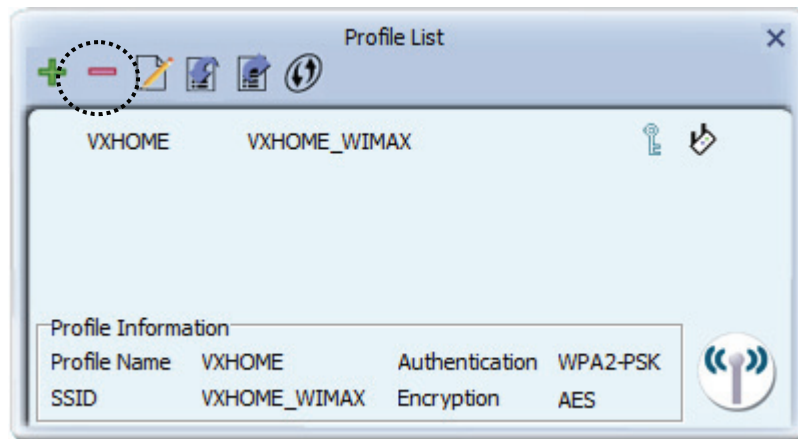 Profile List
VXHOME VXHOME_WIMAX
Profile Information
Profile Name VXHOME Authentication WPA2-PSK
SSID VXHOME_WIMAX Encryption AES